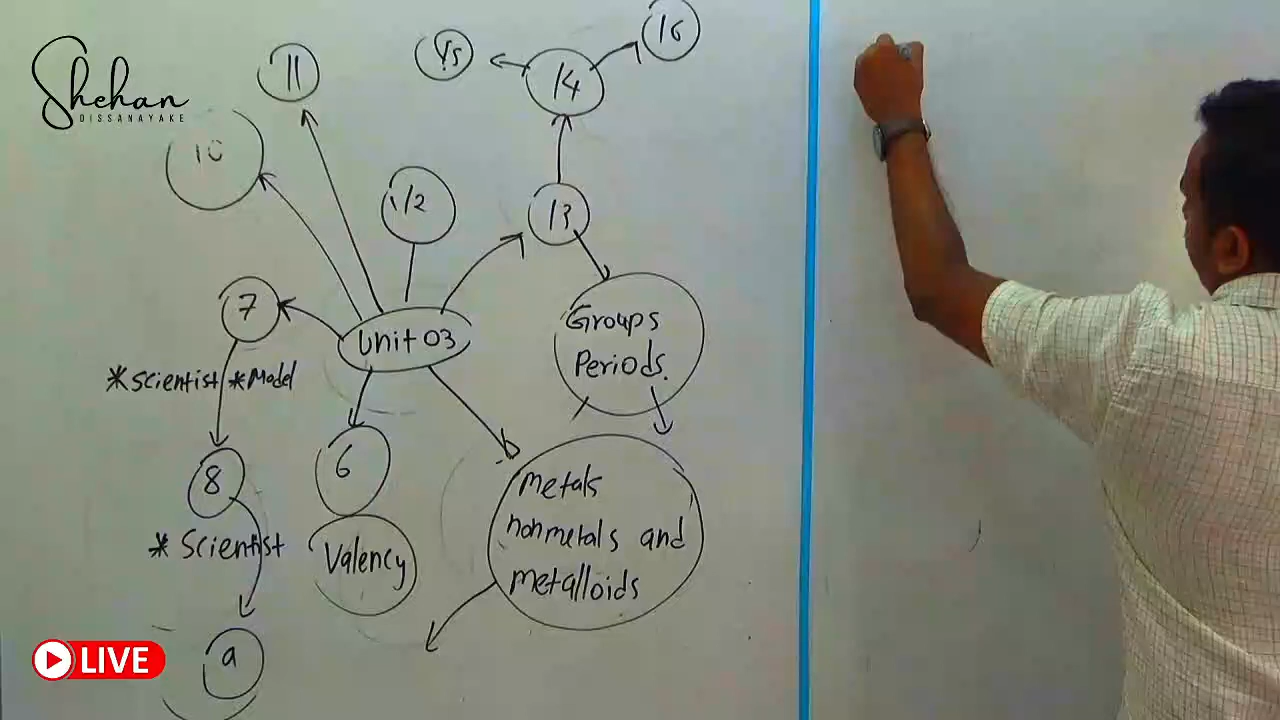 Shehan
DISSANAYAKE
11
15
14
16
10
1/2
13
7
Unit 03
Groups
Periods.
*Scientist *Model
8
6
Metals
nonmetals and
metalloids
* Scientist
Valency
9
LIVE